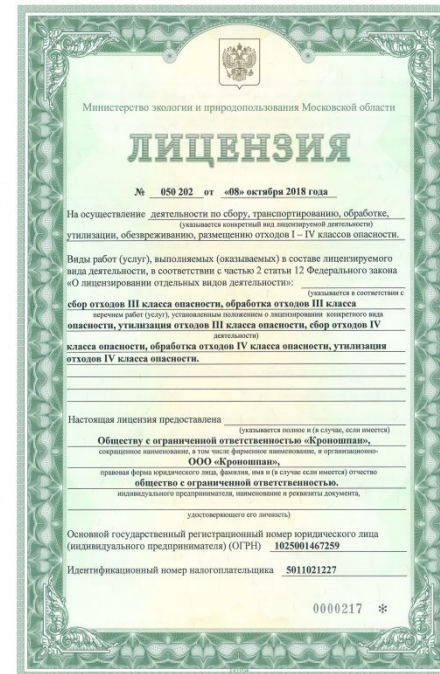 Министерство экологии и природопользования Московской области
ЛИЦЕНЗИЯ
№ 050 202 от «08» октября 2018 года
На осуществление деятельности по сбору, транспортированию, обработке,
(указывается конкретный вид лицензируемой деятельности)
утилизации, обезвреживанию, размещению отходов I – IV классов опасности.
Виды работ (услуг), выполняемых (оказываемых) в составе лицензируемого
вида деятельности, в соответствии с частью 2 статьи 12 Федерального закона
«О лицензировании отдельных видов деятельности»:
(указывается в соответствии с
сбор отходов III класса опасности, обработка отходов III класса
перечнем работ (услуг), установленным положением о лицензировании конкретного вида
опасности, утилизация отходов III класса опасности, сбор отходов IV
деятельности)
класса опасности, обработка отходов IV класса опасности, утилизация
отходов IV класса опасности.
Настоящая лицензия предоставлена
(указывается полное и (в случае, если имеется)
Обществу с ограниченной ответственностью «Кроношпан»,
сокращенное наименование, в том числе фирменное наименование, и организационно-
ООО «Кроношпан»,
правовая форма юридического лица, фамилия, имя и (в случае если имеется) отчество
общество с ограниченной ответственностью.
индивидуального предпринимателя, наименование и реквизиты документа,
удостоверяющего его личность)
Основной государственный регистрационный номер юридического лица
(индивидуального предпринимателя) (ОГРН) 1025001467259
Идентификационный номер налогоплательщика 5011021227
0000217 *